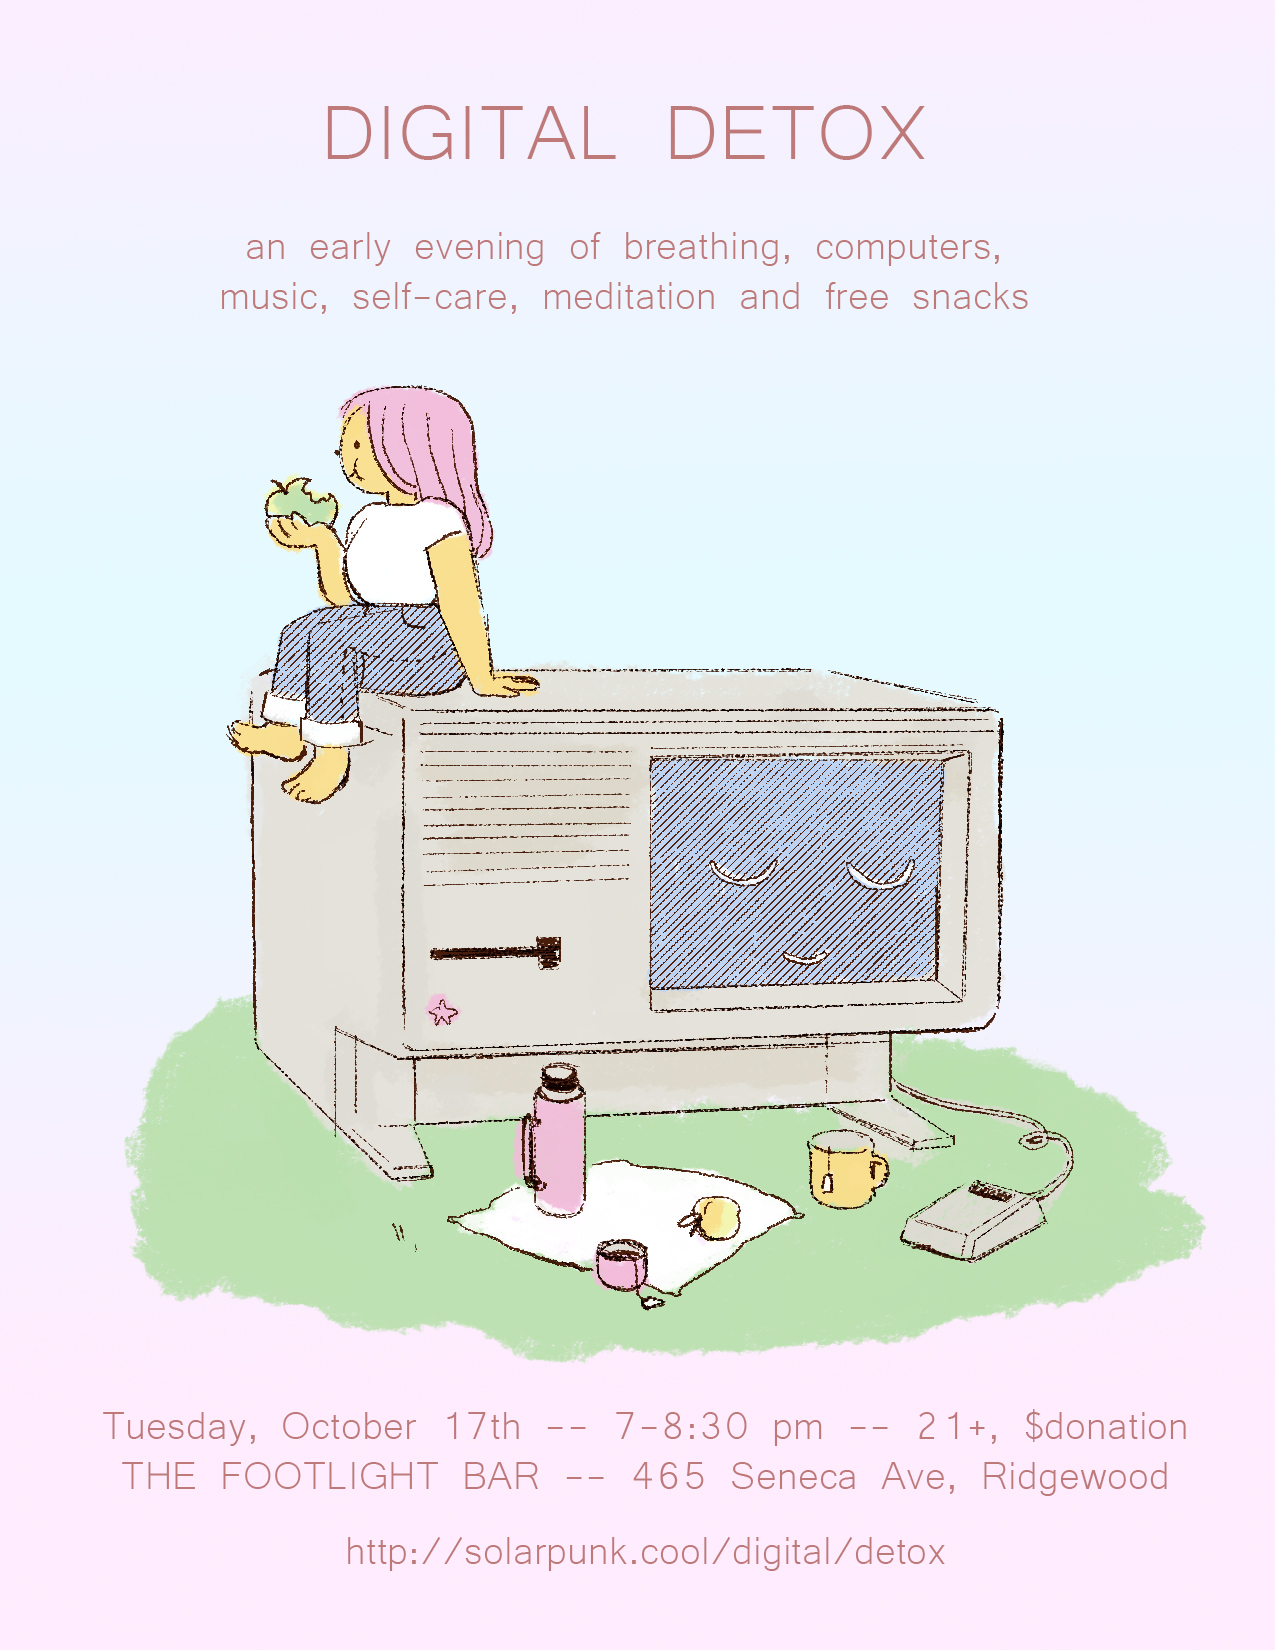 DIGITAL DETOX
an early evening of breathing, computers,
music, self-care, meditation and free snacks
Tuesday, October 17th -- 7-8:30 pm -- 21+, $donation
THE FOOTLIGHT BAR -- 465 Seneca Ave, Ridgewood
http://solarpunk.cool/digital/detox